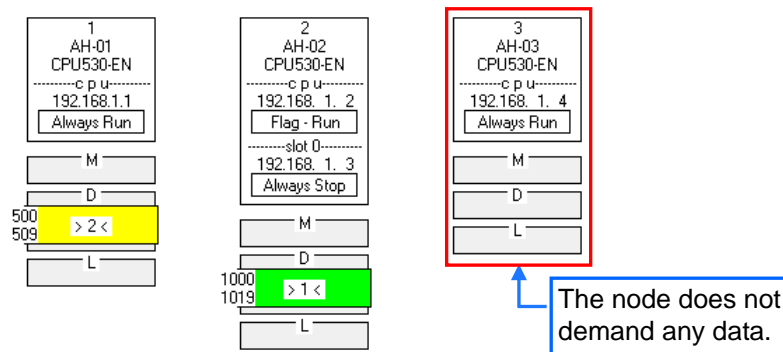 1
AH-01
CPU530-EN
---------c p u---------
192.168.1.1
Always Run
M
D
500
509
> 2 <
L
2
AH-02
CPU530-EN
---------c p u---------
192.168. 1. 2
Flag - Run
---------slot 0---------
192.168. 1. 3
Always Stop
M
D
1000
1019
> 1 <
L
3
AH-03
CPU530-EN
---------c p u---------
192.168. 1. 4
Always Run
M
D
L
The node does not
demand any data.